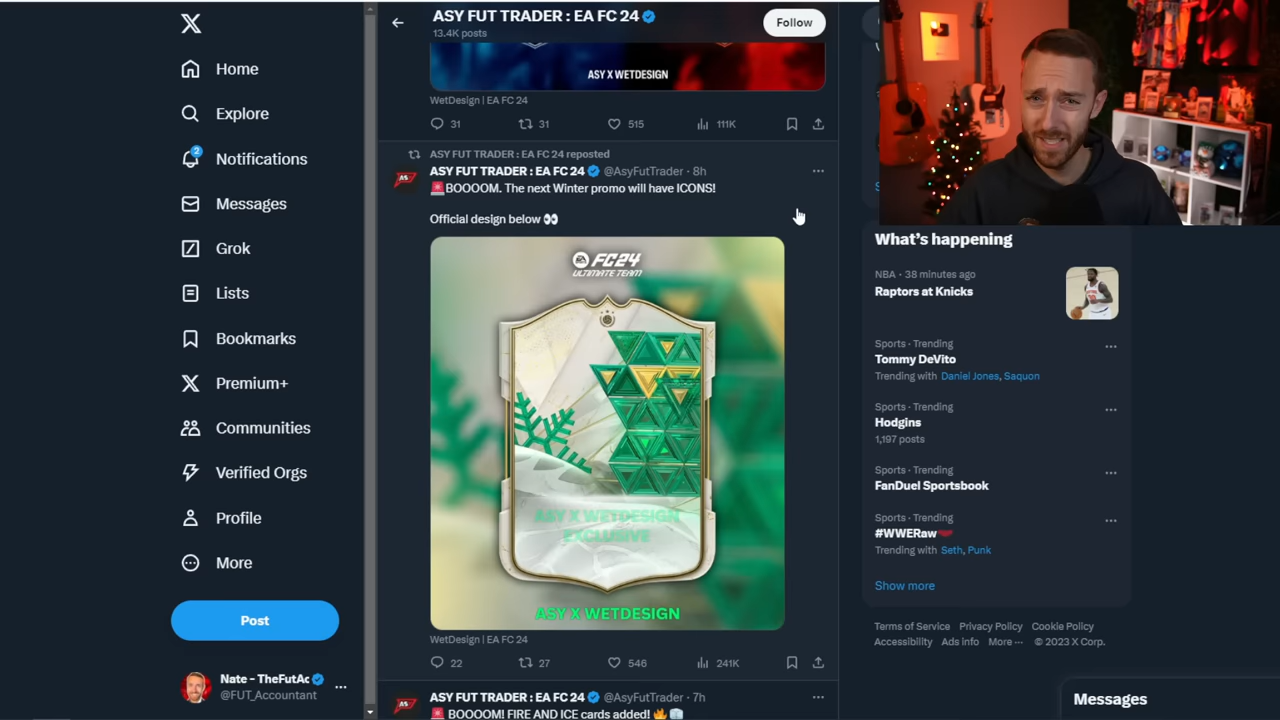 Home
Explore
2
Notifications
Messages
Grok
Lists
Bookmarks
Communities
Premium+
Verified Orgs
Profile
More
Post
Nate - TheFutAc
@FUT_Accountant
ASY FUT TRADER : EA FC 24
13.4K posts
Follow
ASY X WETDESIGN
WetDesign | EA FC 24
31
31
515
111K
ASY FUT TRADER : EA FC 24 reposted
ASY FUT TRADER : EA FC 24 @AsyFutTrader · 8h
🚨BOOOOM. The next Winter promo will have ICONS!
Official design below 👀
EA FC24
ULTIMATE TEAM
ASY X WETDESIGN
EXCLUSIVE
ASY X WETDESIGN
WetDesign | EA FC 24
22
27
546
241K
ASY FUT TRADER : EA FC 24 @AsyFutTrader · 7h
🚨 BOOOOM! FIRE AND ICE cards added! 🔥🧊
What's happening
NBA · 38 minutes ago
Raptors at Knicks
Sports · Trending
Tommy DeVito
Trending with Daniel Jones, Saquon
Sports · Trending
Hodgins
1,197 posts
Sports · Trending
FanDuel Sportsbook
Sports · Trending
#WWERaw
Trending with Seth, Punk
Show more
Terms of Service Privacy Policy Cookie Policy
Accessibility Ads info More ··· © 2023 X Corp.
Messages